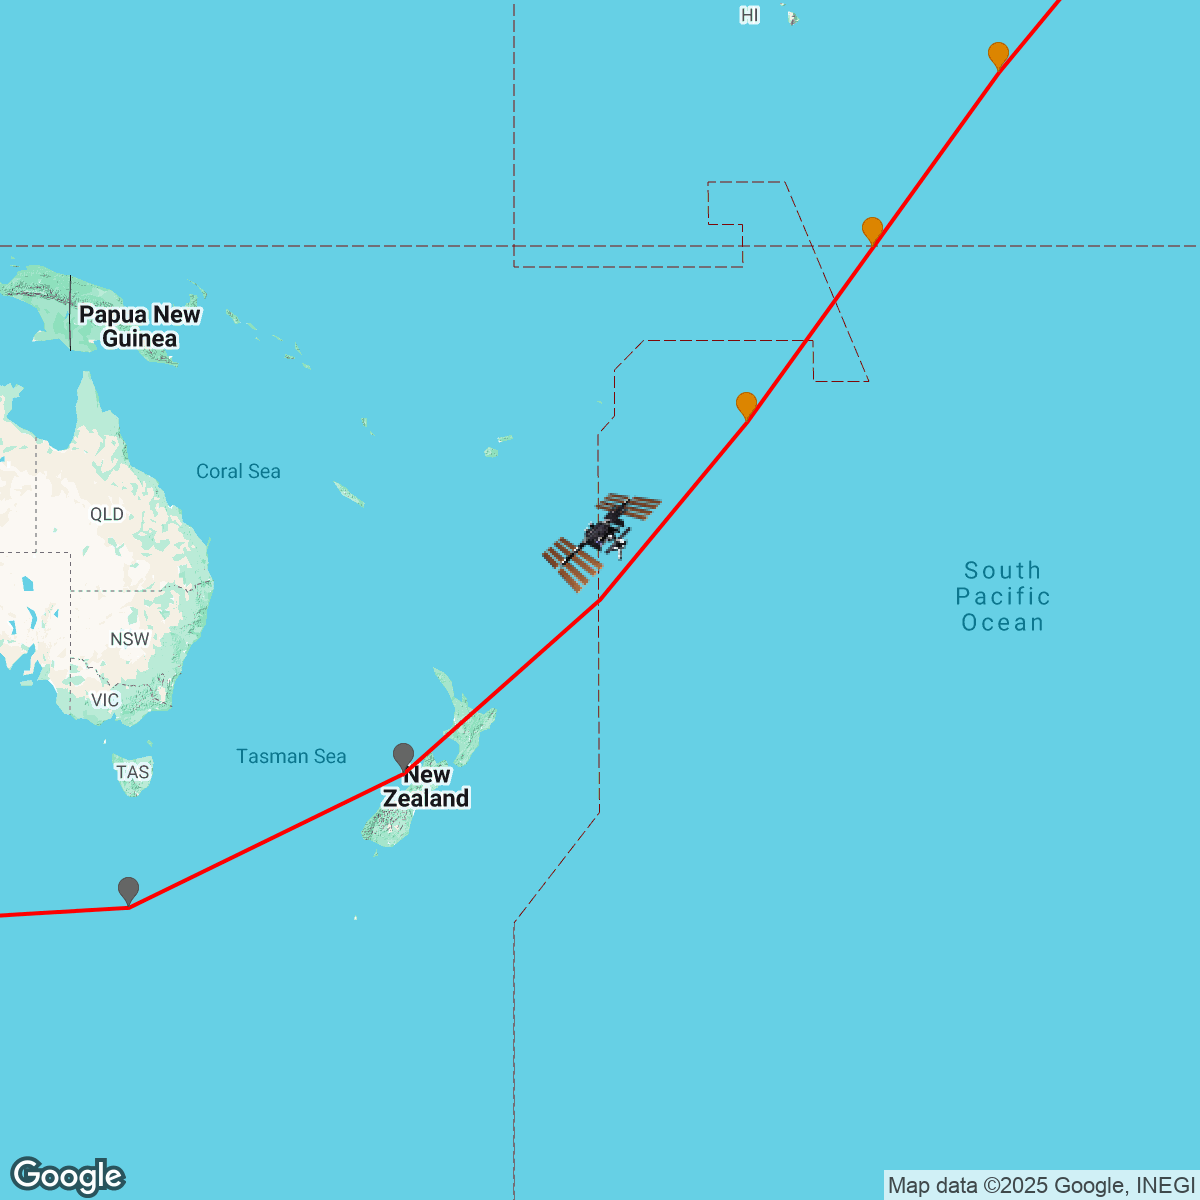 HI
Papua New
Guinea
Coral Sea
QLD
South
Pacific
Ocean
NSW
VIC
Tasman Sea
TAS
New
Zealand
Google
Map data ©2025 Google, INEGI